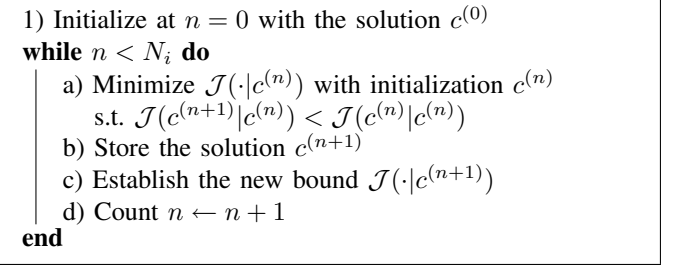 1) Initialize at n = 0 with the solution c^{(0)}
while n < N_i do
a) Minimize 𝒥(·|c^{(n)}) with initialization c^{(n)}
s.t. 𝒥(c^{(n+1)}|c^{(n)}) < 𝒥(c^{(n)}|c^{(n)})
b) Store the solution c^{(n+1)}
c) Establish the new bound 𝒥(·|c^{(n+1)})
d) Count n ← n + 1
end